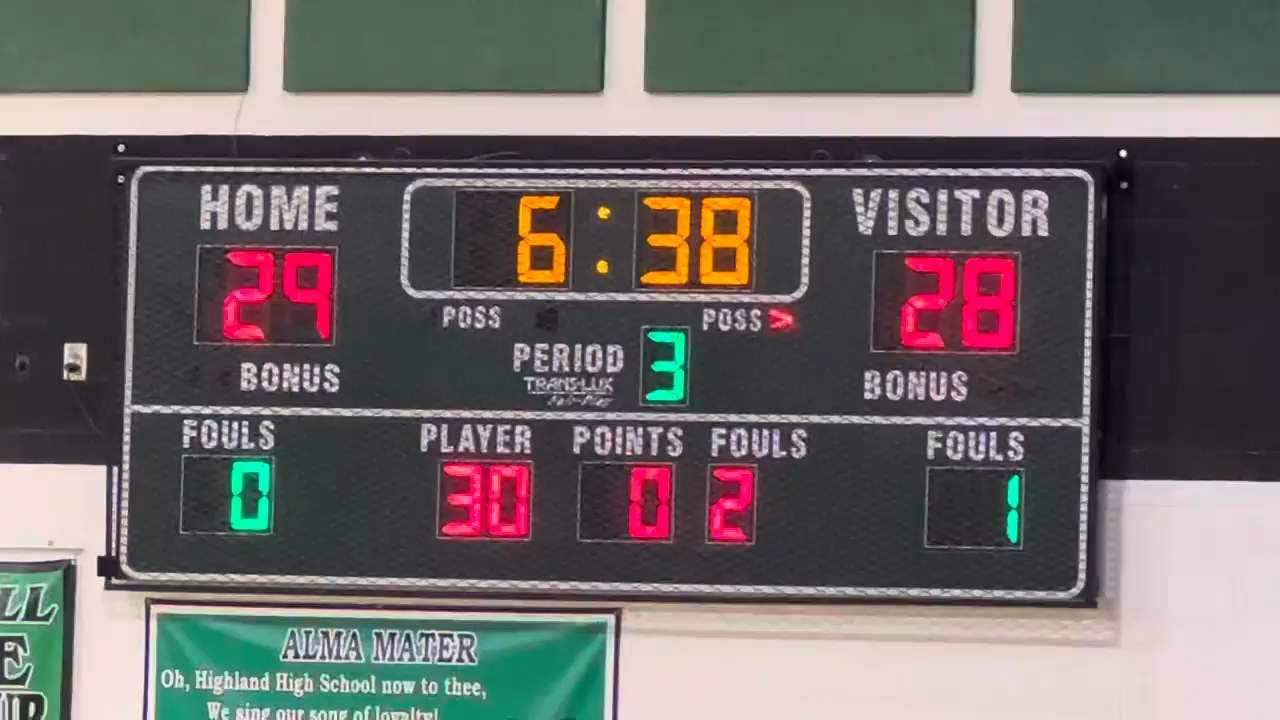 HOME 6:38 VISITOR
29 28
POSS POSS >
PERIOD 3
TRANS-LUX
Fair-Play
BONUS BONUS
FOULS PLAYER POINTS FOULS FOULS
0 30 0 2 1
ALMA MATER
Oh, Highland High School now to thee,
We sing our song of loyalty!